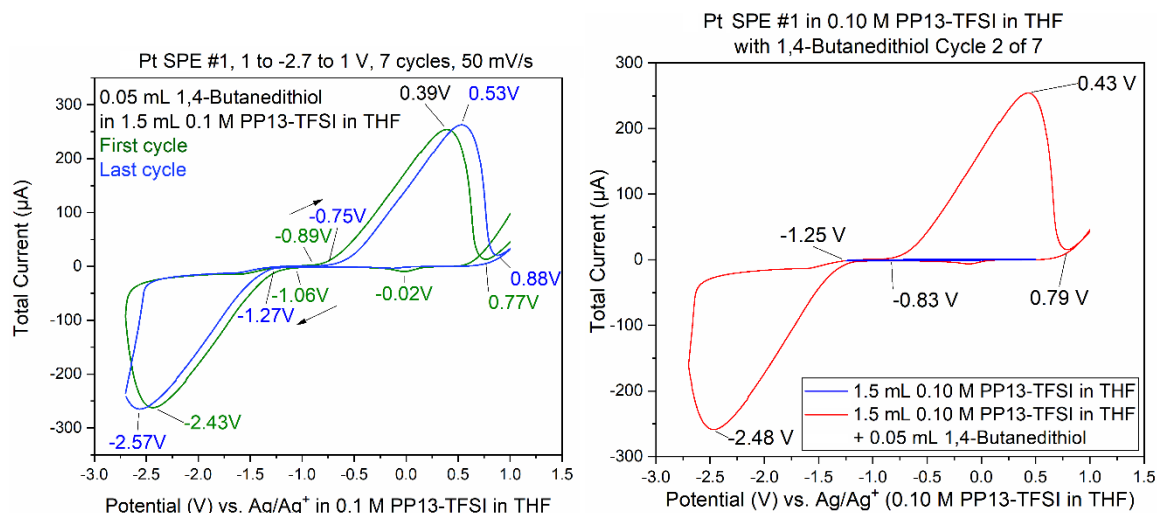 Pt SPE #1, 1 to -2.7 to 1 V, 7 cycles, 50 mV/s
0.05 mL 1,4-Butanedithiol
in 1.5 mL 0.1 M PP13-TFSI in THF
First cycle
Last cycle
0.39V
0.53V
-0.75V
-0.89V
-1.06V
-1.27V
-0.02V
0.77V
0.88V
-2.43V
-2.57V
Total Current (µA)
300
200
100
0
-100
-200
-300
-3.0
-2.5
-2.0
-1.5
-1.0
-0.5
0.0
0.5
1.0
1.5
Potential (V) vs. Ag/Ag⁺ in 0.1 M PP13-TFSI in THF
Pt SPE #1 in 0.10 M PP13-TFSI in THF
with 1,4-Butanedithiol Cycle 2 of 7
0.43 V
-1.25 V
-0.83 V
0.79 V
-2.48 V
1.5 mL 0.10 M PP13-TFSI in THF
1.5 mL 0.10 M PP13-TFSI in THF
+ 0.05 mL 1,4-Butanedithiol
Total Current (µA)
300
200
100
0
-100
-200
-300
-3.0
-2.5
-2.0
-1.5
-1.0
-0.5
0.0
0.5
1.0
1.5
Potential (V) vs. Ag/Ag⁺ (0.10 M PP13-TFSI in THF)